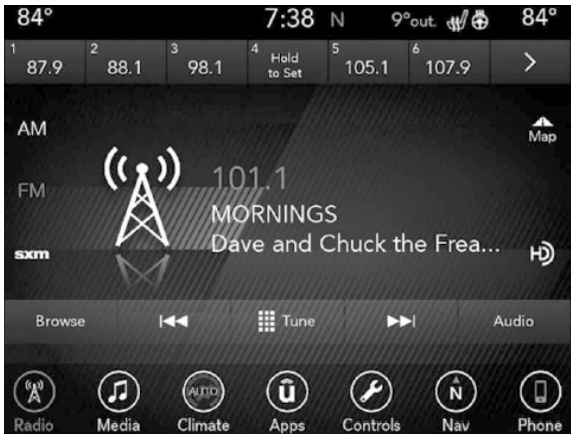 84° 7:38 N 9°out. 84°
1 87.9 2 88.1 3 98.1 4 Hold to Set 5 105.1 6 107.9 >
AM
Map
FM
101.1
MORNINGS
sxm
Dave and Chuck the Frea...
HD
Browse Tune Audio
AUTO û N
Radio Media Climate Apps Controls Nav Phone